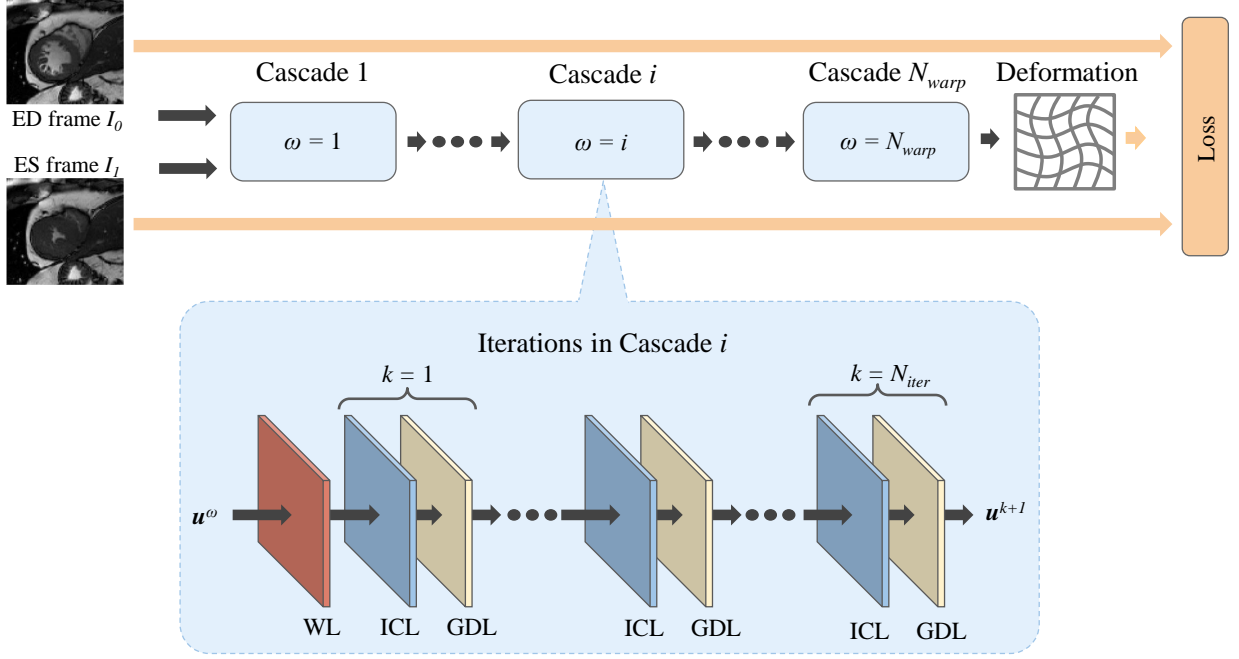 Cascade 1
Cascade i
Cascade N_warp
Deformation
ED frame I_0
ES frame I_1
ω = 1
ω = i
ω = N_warp
Loss
Iterations in Cascade i
k = 1
k = N_iter
u^ω
u^{k+1}
WL
ICL
GDL
ICL
GDL
ICL
GDL